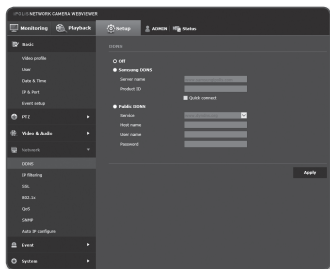 iPOLiS NETWORK CAMERA WEBVIEWER
Monitoring
Playback
Setup
ADMIN
Status
Basic
Video profile
User
Date & Time
IP & Port
Event setup
PTZ
Video & Audio
Network
DDNS
IP filtering
SSL
802.1x
QoS
SNMP
Auto IP configure
Event
System
DDNS
Off
Samsung DDNS
Server name
Product ID
Quick connect
Public DDNS
Service
Host name
User name
Password
Apply